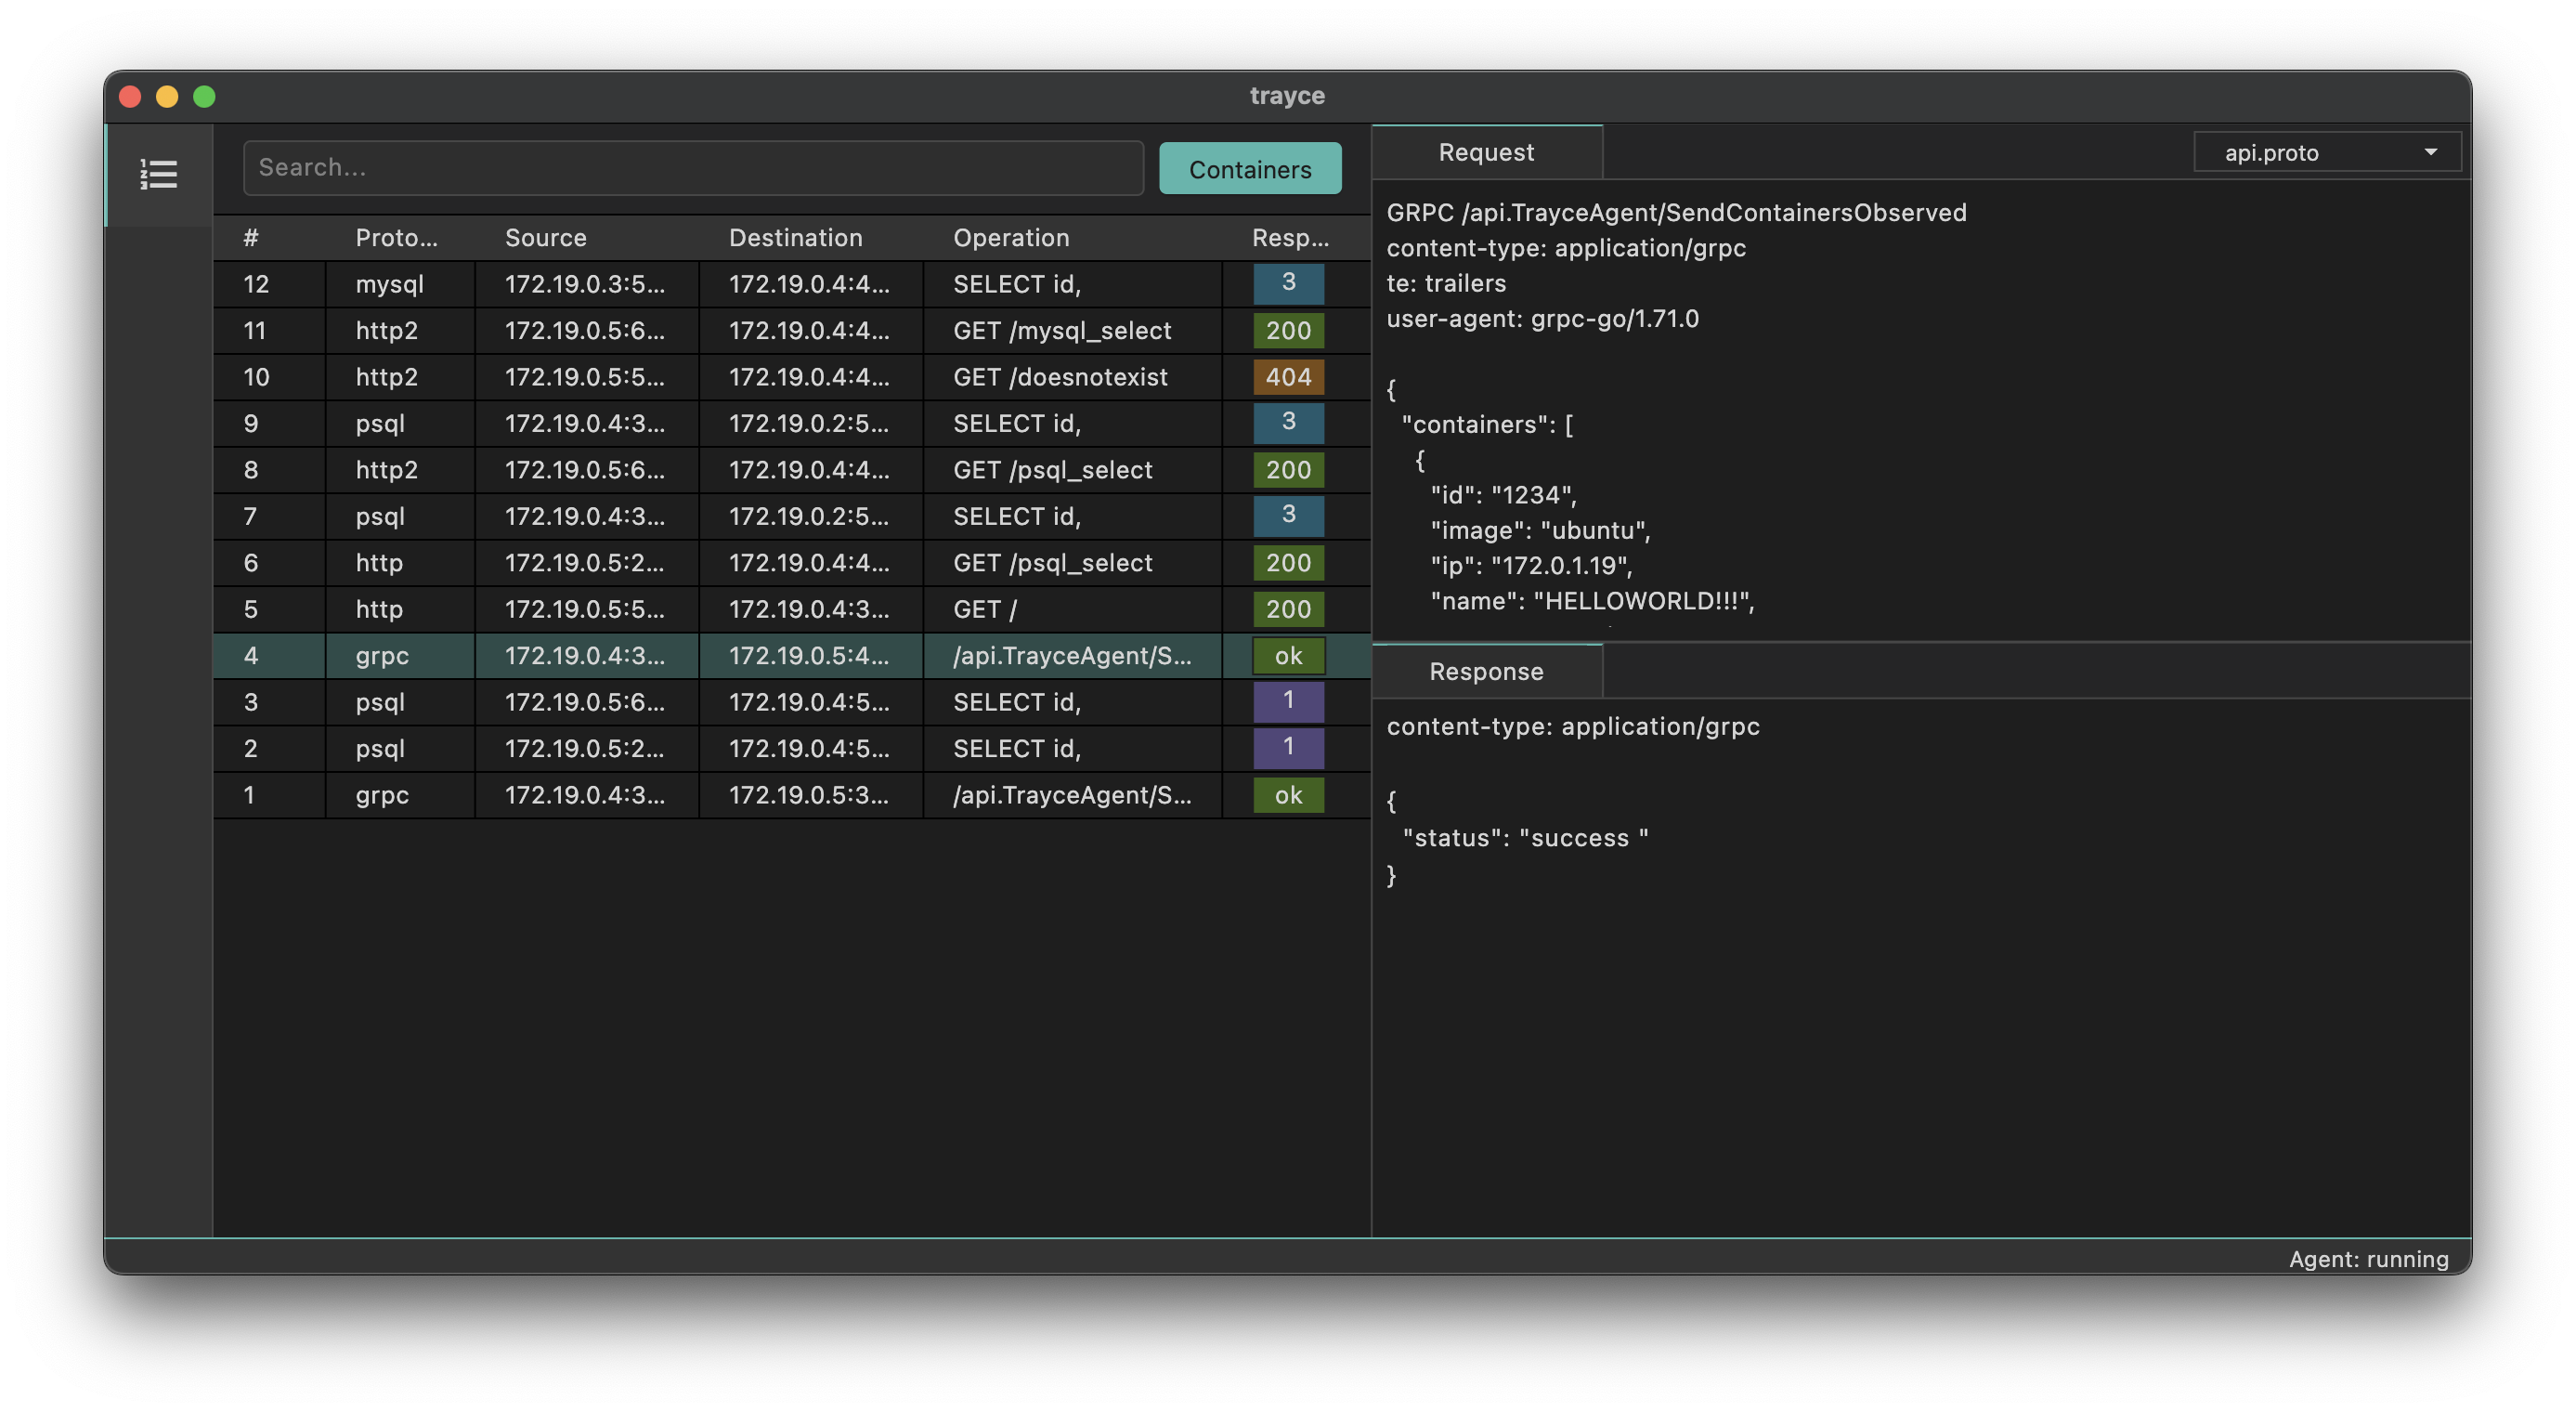 trayce
Search...
Containers
# Proto... Source Destination Operation Resp...
12 mysql 172.19.0.3:5... 172.19.0.4:4... SELECT id, 3
11 http2 172.19.0.5:6... 172.19.0.4:4... GET /mysql_select 200
10 http2 172.19.0.5:5... 172.19.0.4:4... GET /doesnotexist 404
9 psql 172.19.0.4:3... 172.19.0.2:5... SELECT id, 3
8 http2 172.19.0.5:6... 172.19.0.4:4... GET /psql_select 200
7 psql 172.19.0.4:3... 172.19.0.2:5... SELECT id, 3
6 http 172.19.0.5:2... 172.19.0.4:4... GET /psql_select 200
5 http 172.19.0.5:5... 172.19.0.4:3... GET / 200
4 grpc 172.19.0.4:3... 172.19.0.5:4... /api.TrayceAgent/S... ok
3 psql 172.19.0.5:6... 172.19.0.4:5... SELECT id, 1
2 psql 172.19.0.5:2... 172.19.0.4:5... SELECT id, 1
1 grpc 172.19.0.4:3... 172.19.0.5:3... /api.TrayceAgent/S... ok
Request
api.proto
GRPC /api.TrayceAgent/SendContainersObserved
content-type: application/grpc
te: trailers
user-agent: grpc-go/1.71.0
{
"containers": [
{
"id": "1234",
"image": "ubuntu",
"ip": "172.0.1.19",
"name": "HELLOWORLD!!!",
Response
content-type: application/grpc
{
"status": "success "
}
Agent: running